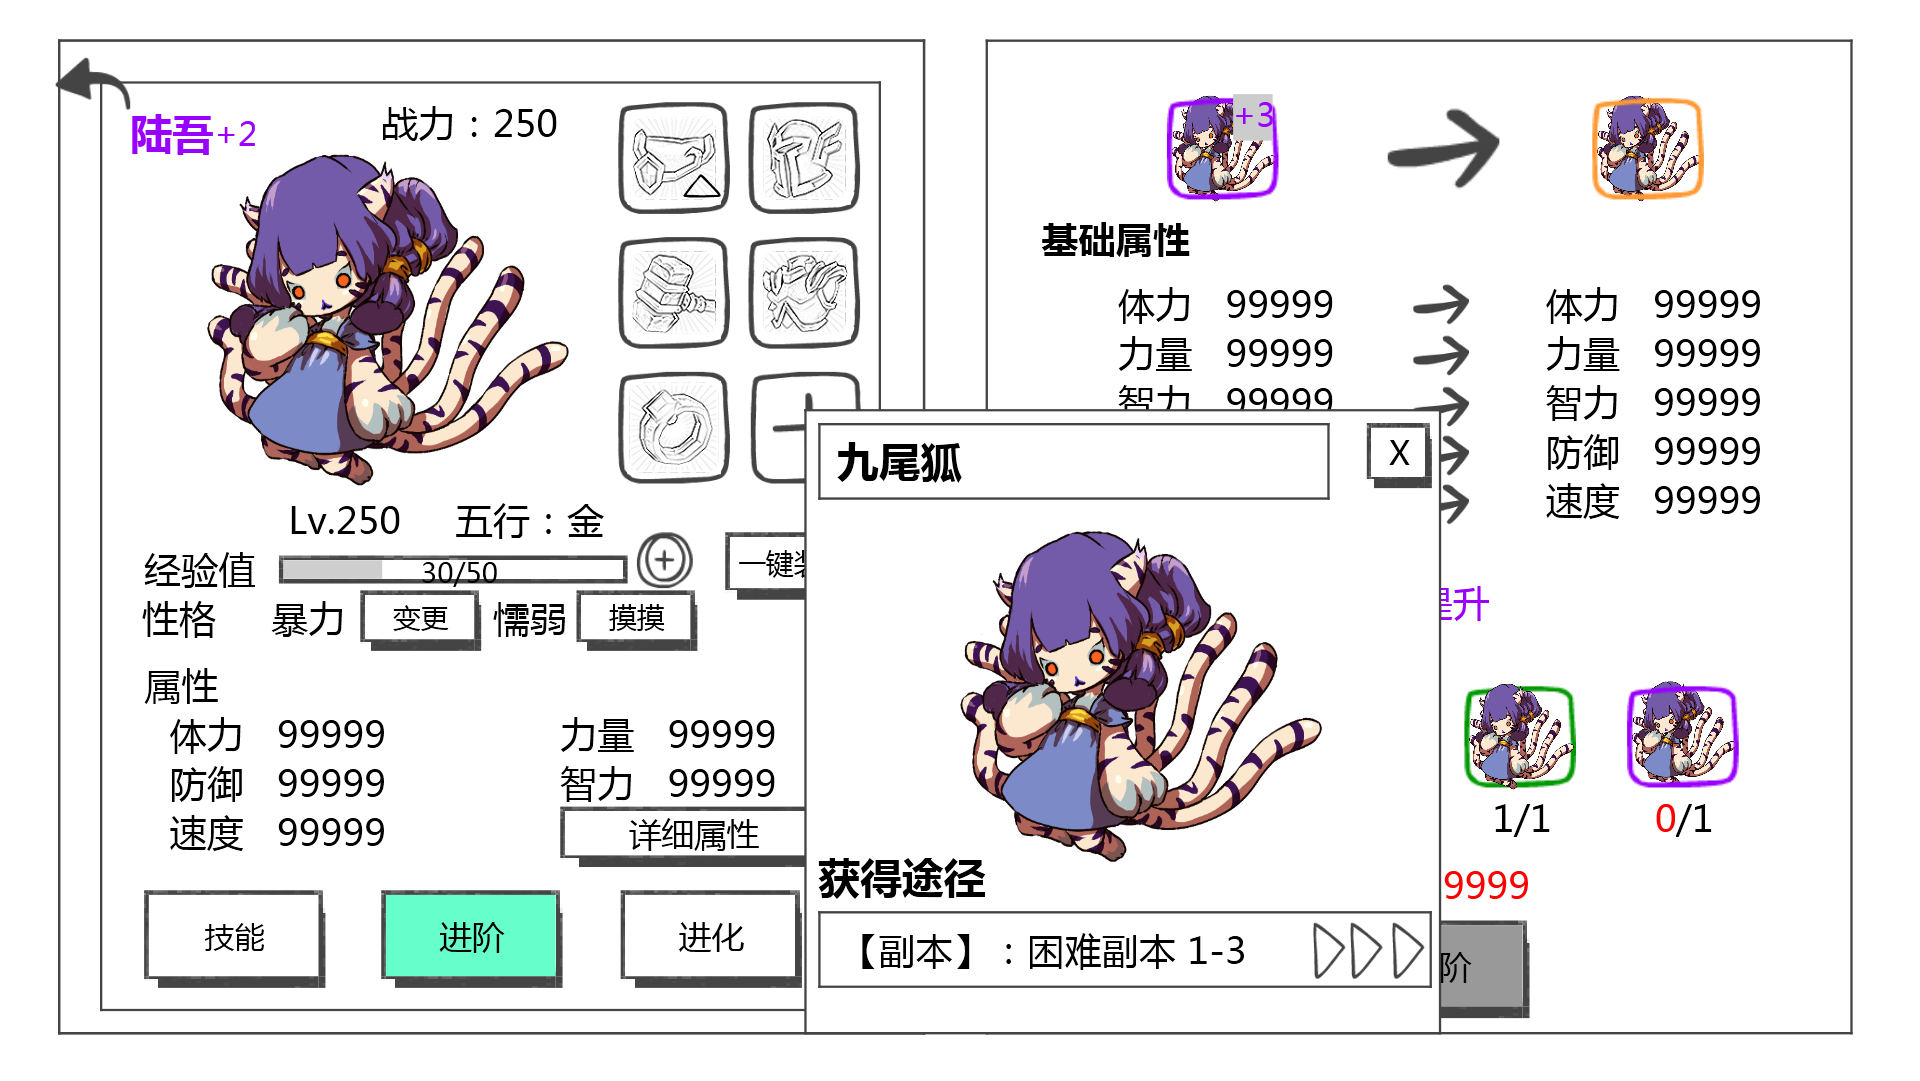 陆吾+2
战力：250
Lv.250 五行：金
经验值 30/50
一键
性格 暴力 变更 懦弱 摸摸
属性
体力 99999 力量 99999
防御 99999 智力 99999
速度 99999
详细属性
技能 进阶 进化
+3
基础属性
体力 99999 体力 99999
力量 99999 力量 99999
智力 99999 智力 99999
防御 99999
速度 99999
升
1/1 0/1
9999
阶
九尾狐
X
获得途径
【副本】：困难副本 1-3